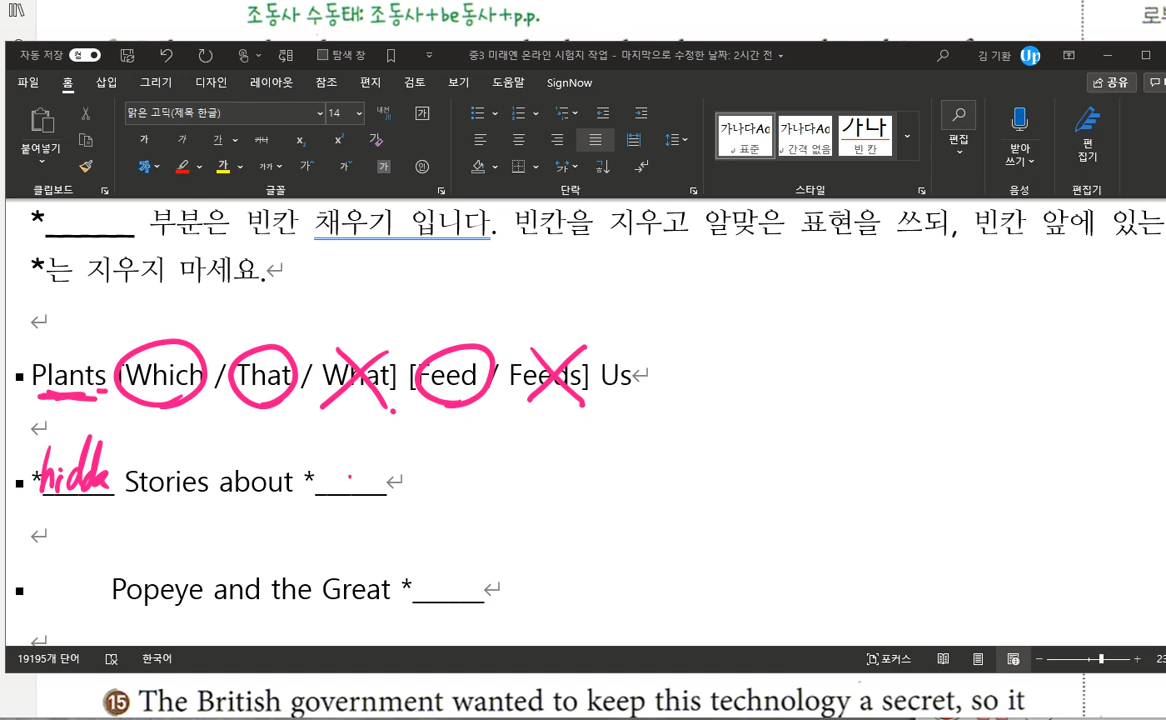 조동사 수동태: 조동사+be동사+p.p.
자동 저장 켬 탐색 창 중3 미래엔 온라인 시험지 작업 - 마지막으로 수정한 날짜: 2시간 전 김 기환 Up
파일 홈 삽입 그리기 디자인 레이아웃 참조 편지 검토 보기 도움말 SignNow 공유
붙여넣기 맑은 고딕(제목 한글) 14 가나다Aa 표준 가나다Aa 간격 없음 가나 빈 칸 편집 받아쓰기 편집기
클립보드 글꼴 단락 스타일 음성 편집기
*______ 부분은 빈칸 채우기 입니다. 빈칸을 지우고 알맞은 표현을 쓰되, 빈칸 앞에 있는
*는 지우지 마세요.
Plants [Which / That / What] [Feed / Feeds] Us
*hidde Stories about *_____
Popeye and the Great *_____
19195개 단어 한국어 포커스
15 The British government wanted to keep this technology a secret, so it